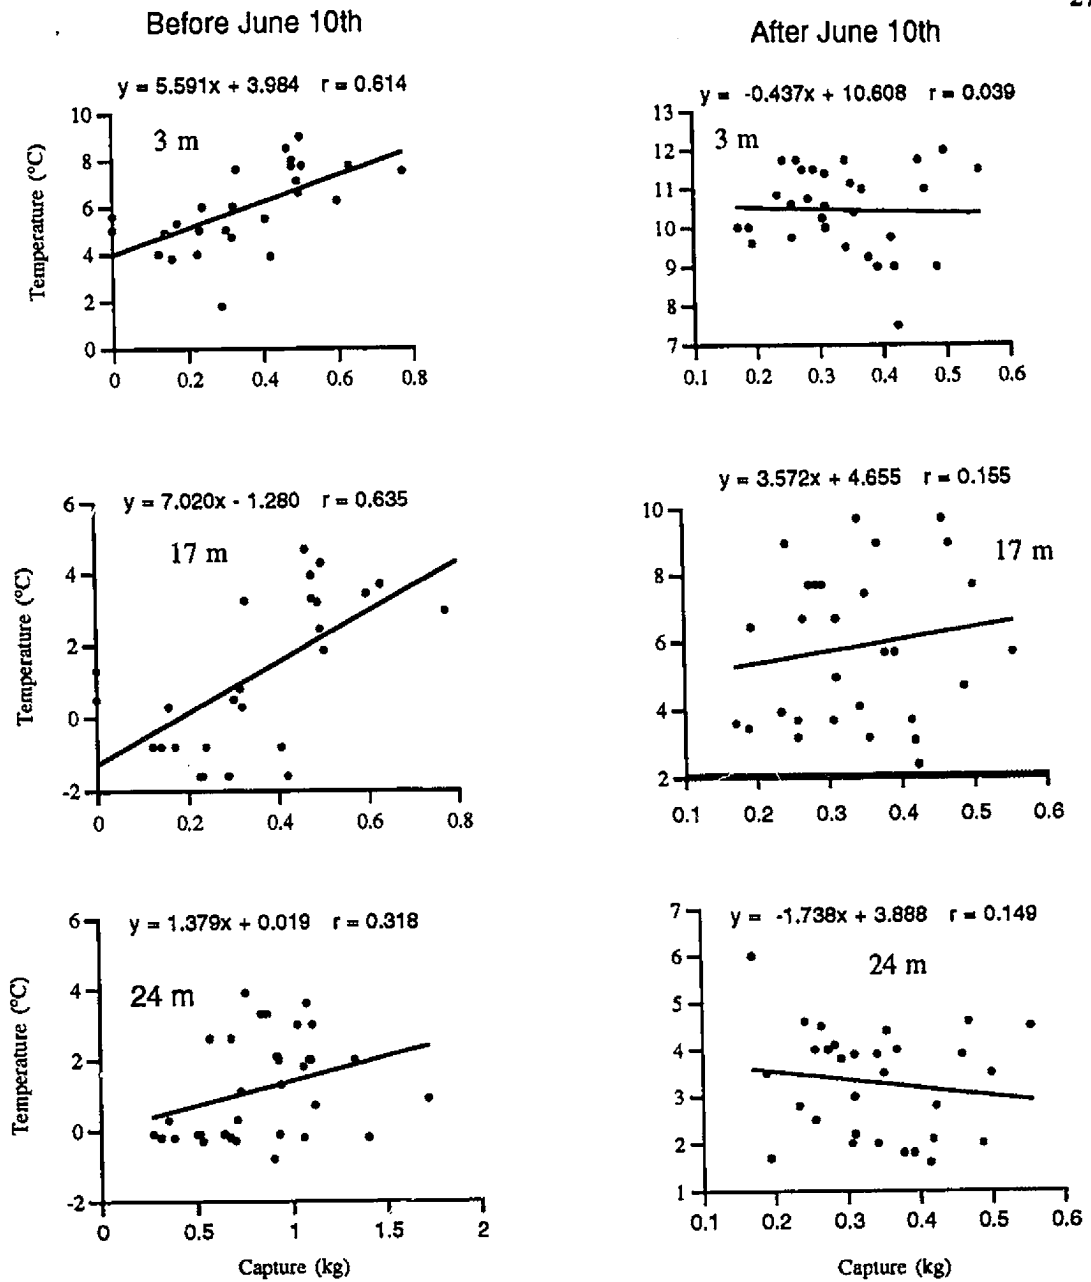 27
Before June 10th
After June 10th
y = 5.591x + 3.984 r = 0.614
3 m
Temperature (°C)
10
8
6
4
2
0
0 0.2 0.4 0.6 0.8
y = -0.437x + 10.608 r = 0.039
3 m
13
12
11
10
9
8
7
0.1 0.2 0.3 0.4 0.5 0.6
y = 7.020x - 1.280 r = 0.635
17 m
Temperature (°C)
6
4
2
0
-2
0 0.2 0.4 0.6 0.8
y = 3.572x + 4.655 r = 0.155
17 m
10
8
6
4
2
0.1 0.2 0.3 0.4 0.5 0.6
y = 1.379x + 0.019 r = 0.318
24 m
Temperature (°C)
6
4
2
0
-2
0 0.5 1 1.5 2
Capture (kg)
y = -1.738x + 3.888 r = 0.149
24 m
7
6
5
4
3
2
1
0.1 0.2 0.3 0.4 0.5 0.6
Capture (kg)